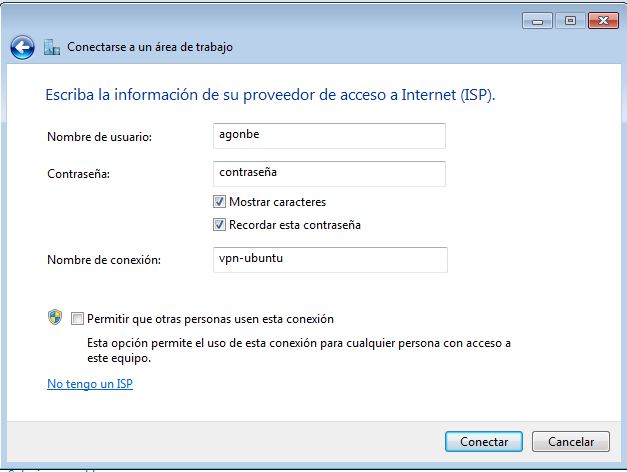 Conectarse a un área de trabajo
Escriba la información de su proveedor de acceso a Internet (ISP).
Nombre de usuario: agonbe
Contraseña: contraseña
Mostrar caracteres
Recordar esta contraseña
Nombre de conexión: vpn-ubuntu
Permitir que otras personas usen esta conexión
Esta opción permite el uso de esta conexión para cualquier persona con acceso a
este equipo.
No tengo un ISP
Conectar Cancelar